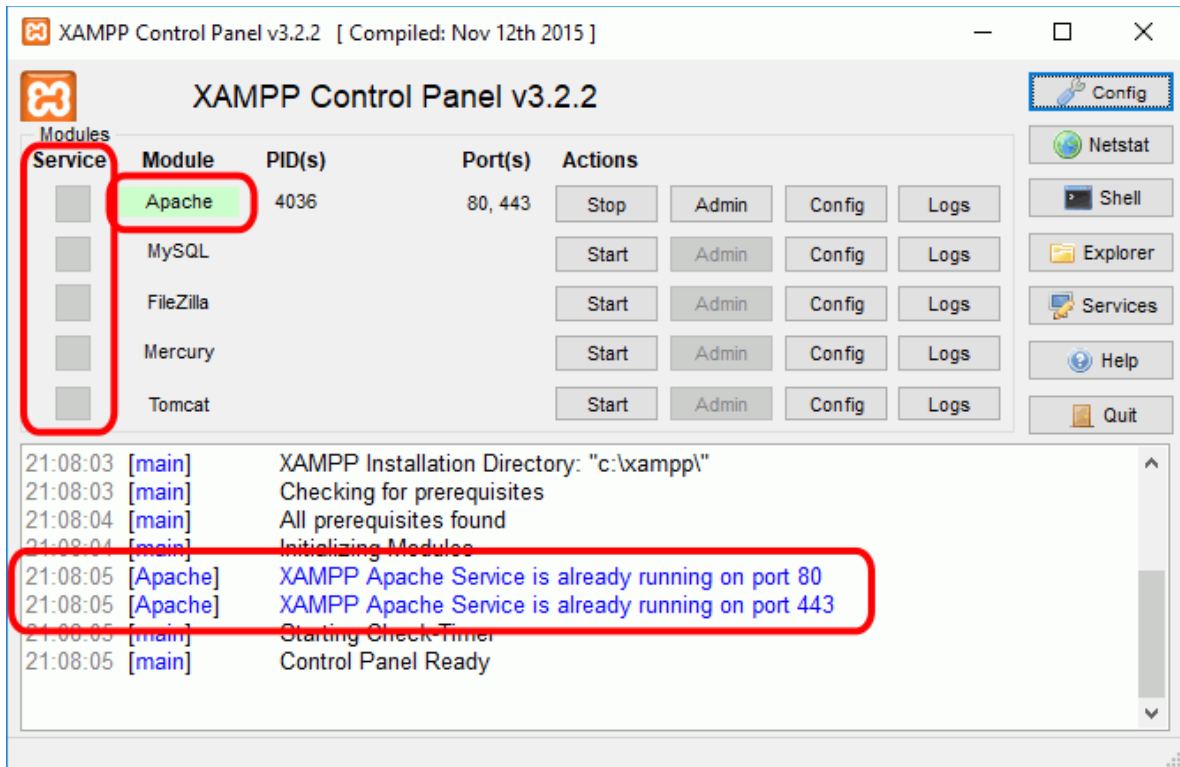 XAMPP Control Panel v3.2.2 [ Compiled: Nov 12th 2015 ]
XAMPP Control Panel v3.2.2
Config
Modules
Netstat
Service Module PID(s) Port(s) Actions
Apache 4036 80, 443 Stop Admin Config Logs
Shell
MySQL Start Admin Config Logs
Explorer
FileZilla Start Admin Config Logs
Services
Mercury Start Admin Config Logs
Help
Tomcat Start Admin Config Logs
Quit
21:08:03 [main] XAMPP Installation Directory: "c:\xampp\"
21:08:03 [main] Checking for prerequisites
21:08:04 [main] All prerequisites found
21:08:04 [main] Initializing Modules
21:08:05 [Apache] XAMPP Apache Service is already running on port 80
21:08:05 [Apache] XAMPP Apache Service is already running on port 443
21:08:05 [main] Starting Check-Timer
21:08:05 [main] Control Panel Ready